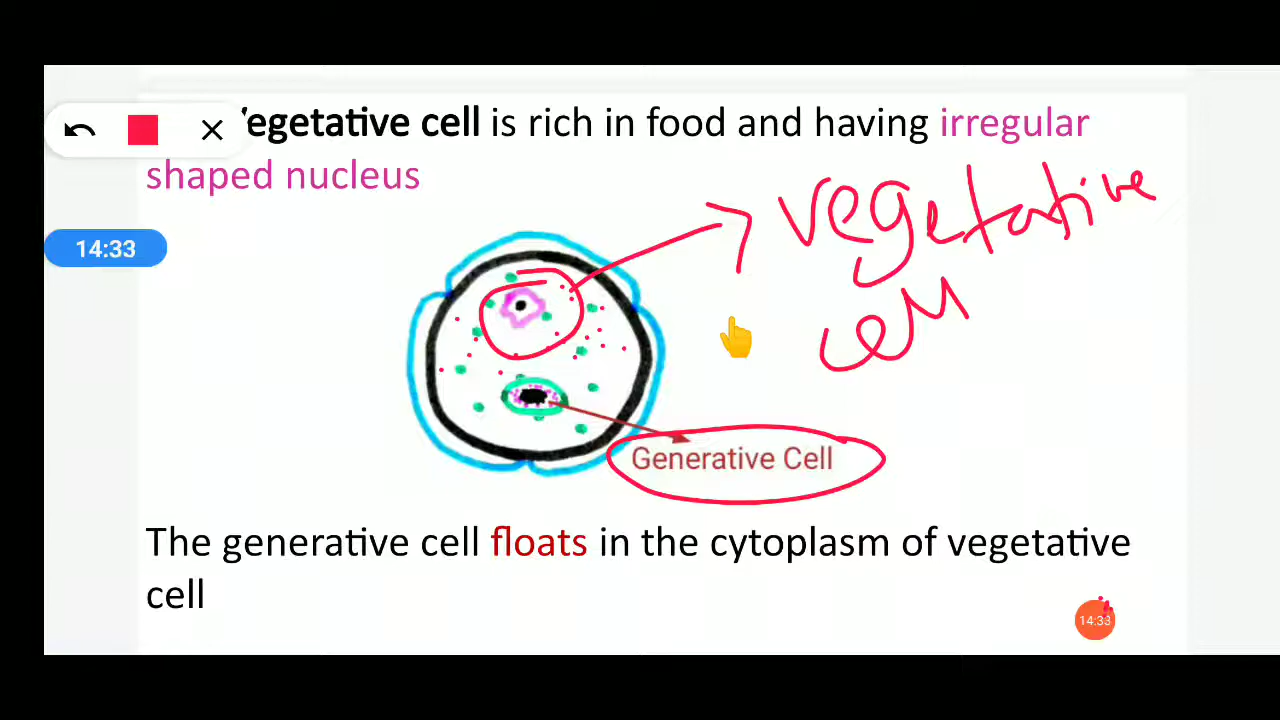 Vegetative cell is rich in food and having irregular
shaped nucleus
14:33
vegetative
cell
Generative Cell
The generative cell floats in the cytoplasm of vegetative
cell
14:33